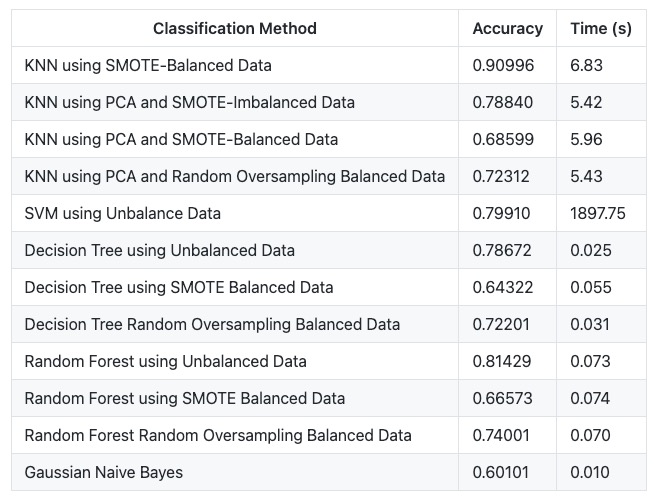 Classification Method Accuracy Time (s)
KNN using SMOTE-Balanced Data 0.90996 6.83
KNN using PCA and SMOTE-Imbalanced Data 0.78840 5.42
KNN using PCA and SMOTE-Balanced Data 0.68599 5.96
KNN using PCA and Random Oversampling Balanced Data 0.72312 5.43
SVM using Unbalance Data 0.79910 1897.75
Decision Tree using Unbalanced Data 0.78672 0.025
Decision Tree using SMOTE Balanced Data 0.64322 0.055
Decision Tree Random Oversampling Balanced Data 0.72201 0.031
Random Forest using Unbalanced Data 0.81429 0.073
Random Forest using SMOTE Balanced Data 0.66573 0.074
Random Forest Random Oversampling Balanced Data 0.74001 0.070
Gaussian Naive Bayes 0.60101 0.010